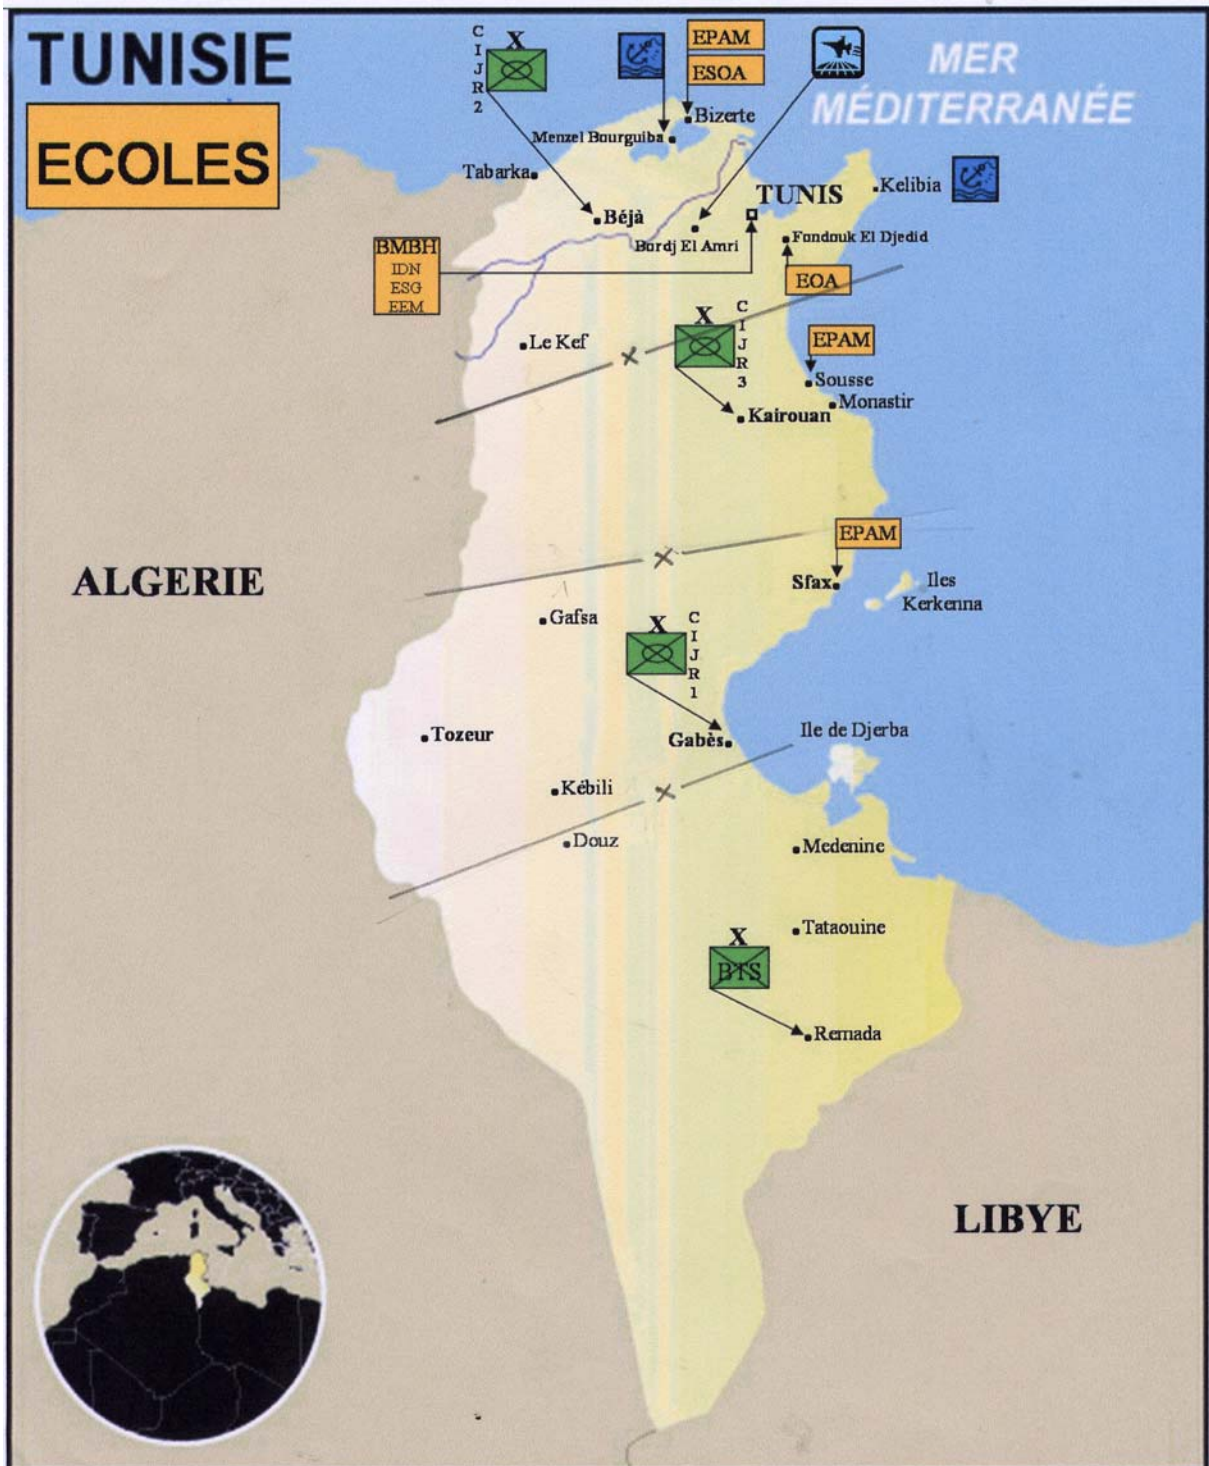 TUNISIE
ECOLES
MER
MÉDITERRANÉE
C
I
J
R
2
X
EPAM
ESOA
Bizerte
Menzel Bourguiba
Tabarka
Kelibia
TUNIS
Béjà
Bordj El Amri
Fondouk El Djedid
BMBH
IDN
ESG
EEM
EOA
X
C
I
J
R
3
Le Kef
EPAM
Sousse
Monastir
Kairouan
EPAM
ALGERIE
Sfax
Iles
Kerkenna
Gafsa
X
C
I
J
R
1
Tozeur
Gabès
Ile de Djerba
Kébili
Douz
Medenine
Tataouine
X
BTS
Remada
LIBYE